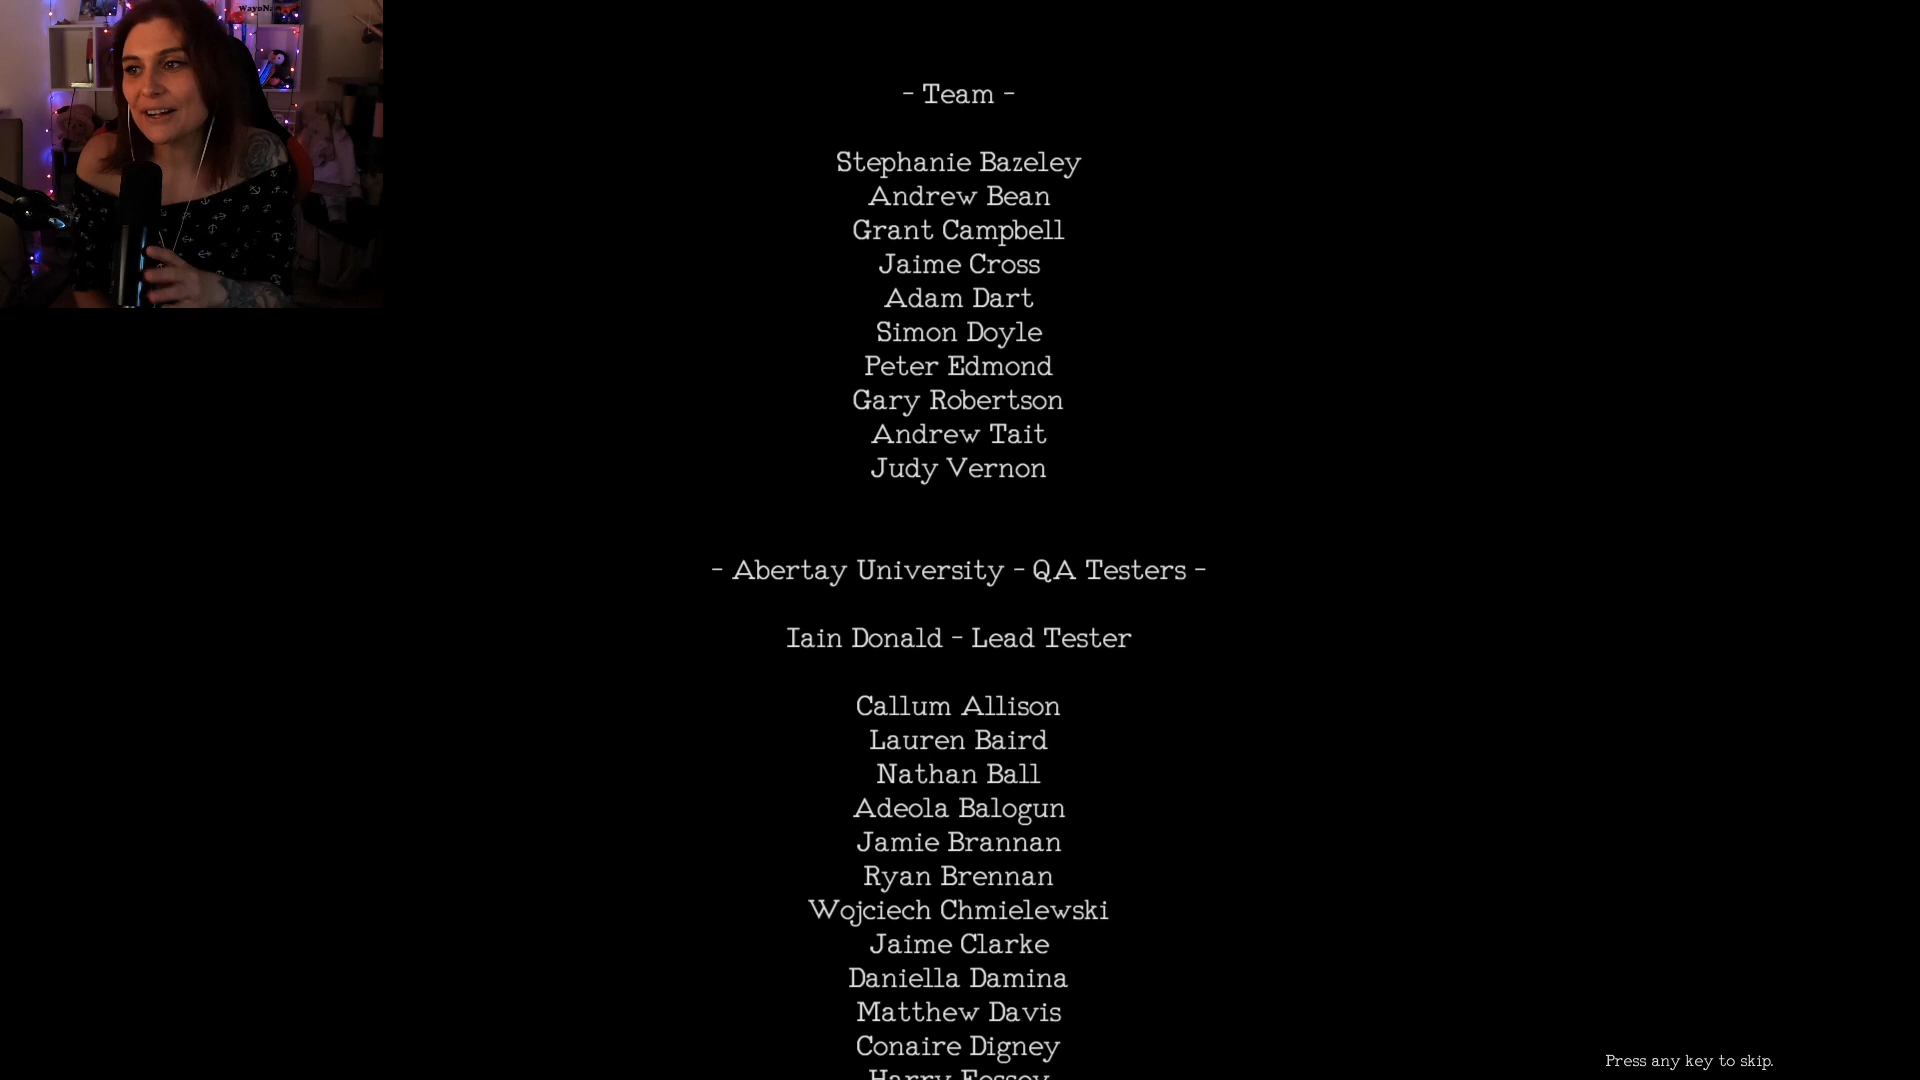 - Team -
Stephanie Bazeley
Andrew Bean
Grant Campbell
Jaime Cross
Adam Dart
Simon Doyle
Peter Edmond
Gary Robertson
Andrew Tait
Judy Vernon
- Abertay University - QA Testers -
Iain Donald - Lead Tester
Callum Allison
Lauren Baird
Nathan Ball
Adeola Balogun
Jamie Brannan
Ryan Brennan
Wojciech Chmielewski
Jaime Clarke
Daniella Damina
Matthew Davis
Conaire Digney
Harry
Press any key to skip.